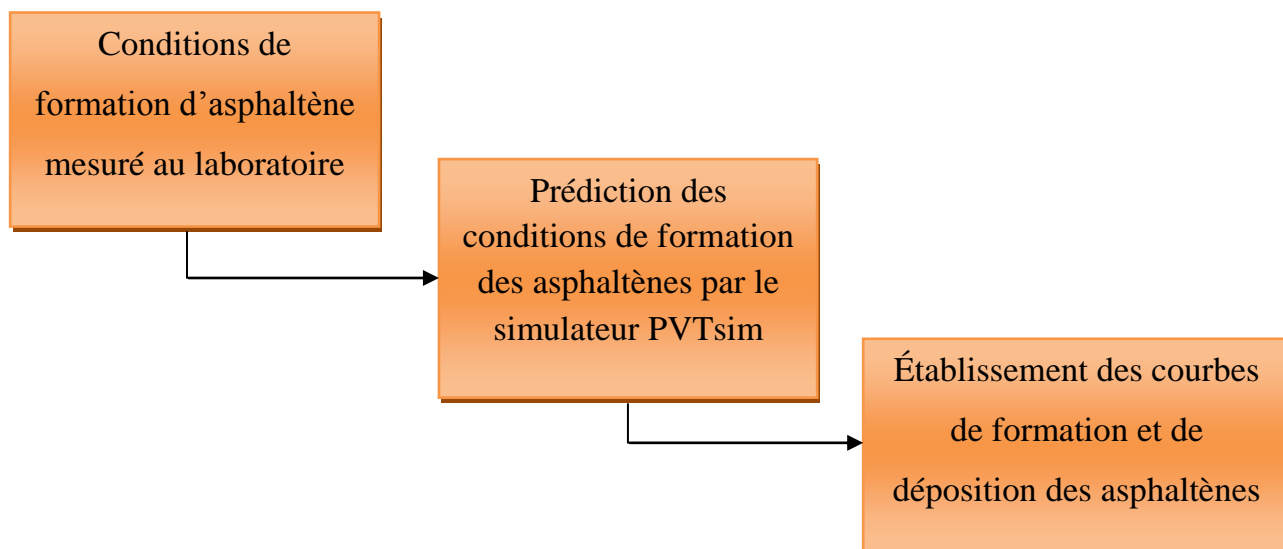 Conditions de
formation d’asphaltène
mesuré au laboratoire
Prédiction des
conditions de formation
des asphaltènes par le
simulateur PVTsim
Établissement des courbes
de formation et de
déposition des asphaltènes